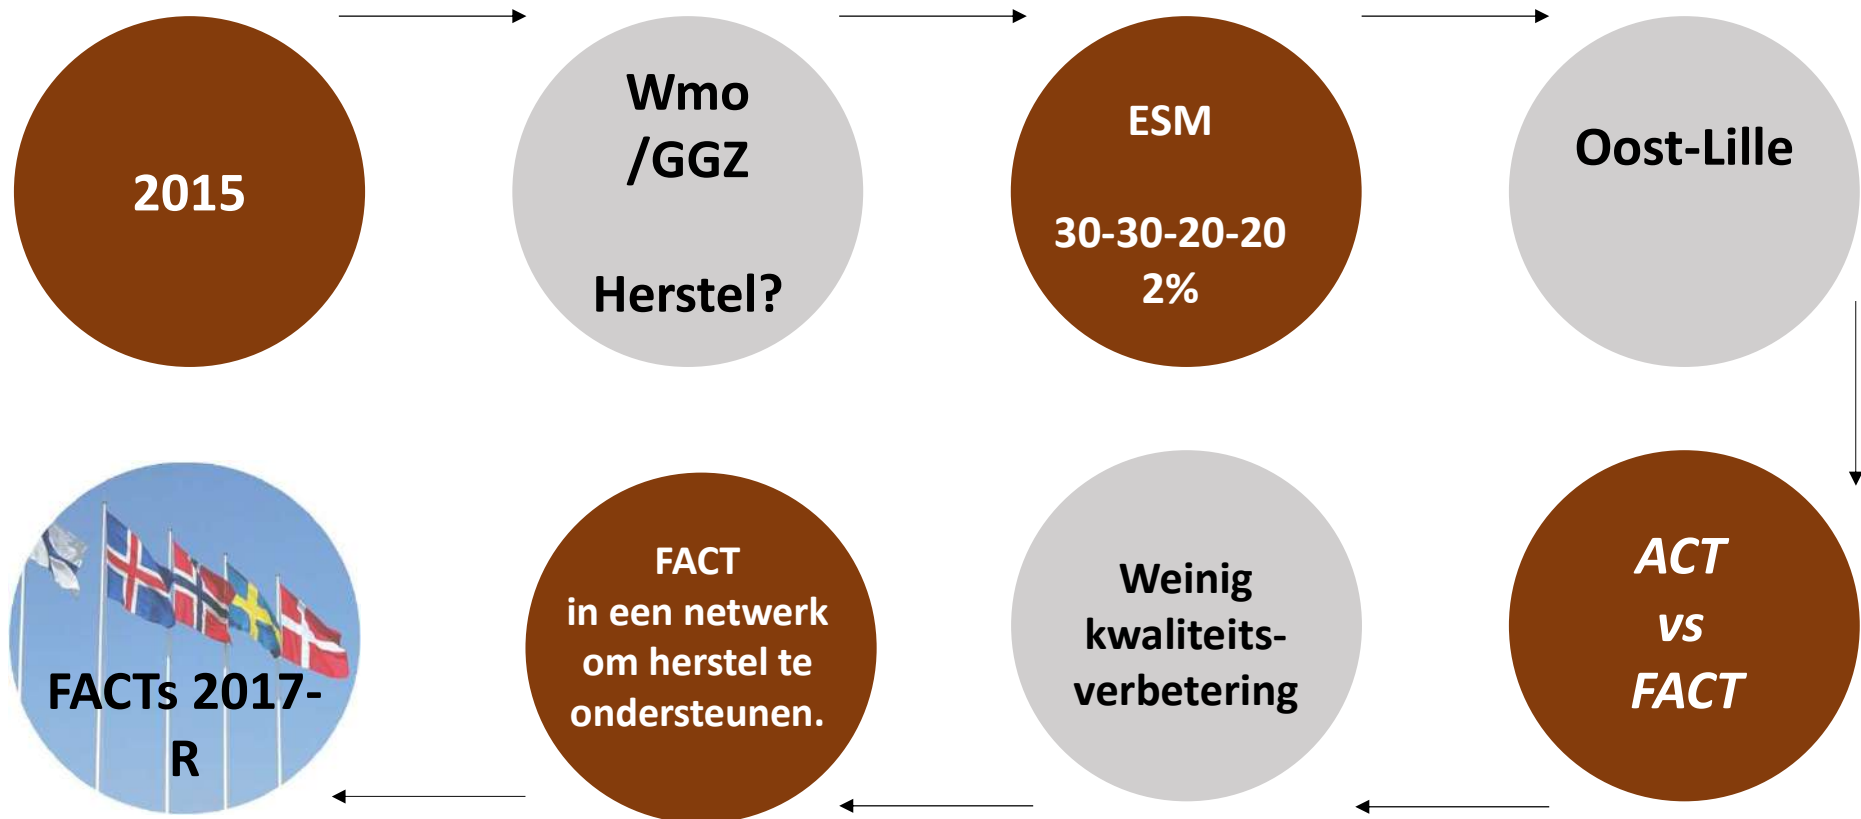 2015
Wmo
/GGZ
Herstel?
ESM
30-30-20-20
2%
Oost-Lille
ACT
vs
FACT
Weinig
kwaliteits-
verbetering
FACT
in een netwerk
om herstel te
ondersteunen.
FACTs 2017-
R